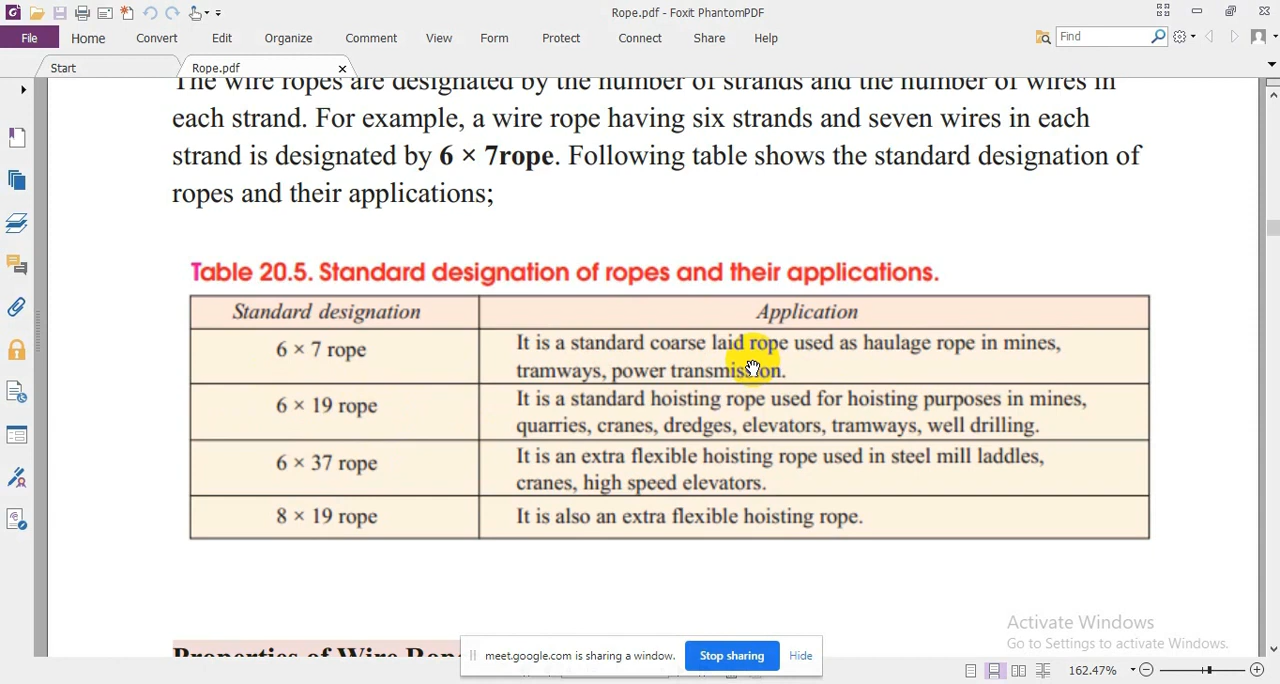 Rope.pdf - Foxit PhantomPDF
File Home Convert Edit Organize Comment View Form Protect Connect Share Help Find
Start Rope.pdf
The wire ropes are designated by the number of strands and the number of wires in
each strand. For example, a wire rope having six strands and seven wires in each
strand is designated by 6 × 7rope. Following table shows the standard designation of
ropes and their applications;
Table 20.5. Standard designation of ropes and their applications.
Standard designation Application
6 × 7 rope It is a standard coarse laid rope used as haulage rope in mines,
tramways, power transmission.
6 × 19 rope It is a standard hoisting rope used for hoisting purposes in mines,
quarries, cranes, dredges, elevators, tramways, well drilling.
6 × 37 rope It is an extra flexible hoisting rope used in steel mill laddles,
cranes, high speed elevators.
8 × 19 rope It is also an extra flexible hoisting rope.
Activate Windows
Go to Settings to activate Windows.
Properties of Wire Rope
meet.google.com is sharing a window. Stop sharing Hide
162.47%